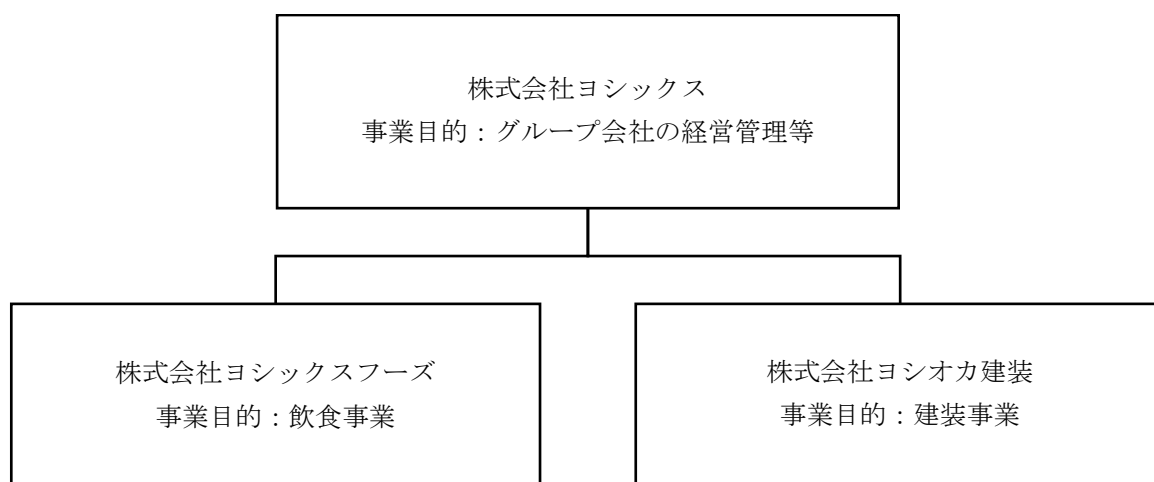 株式会社ヨシックス
事業目的：グループ会社の経営管理等
株式会社ヨシックスフーズ
事業目的：飲食事業
株式会社ヨシオカ建装
事業目的：建装事業